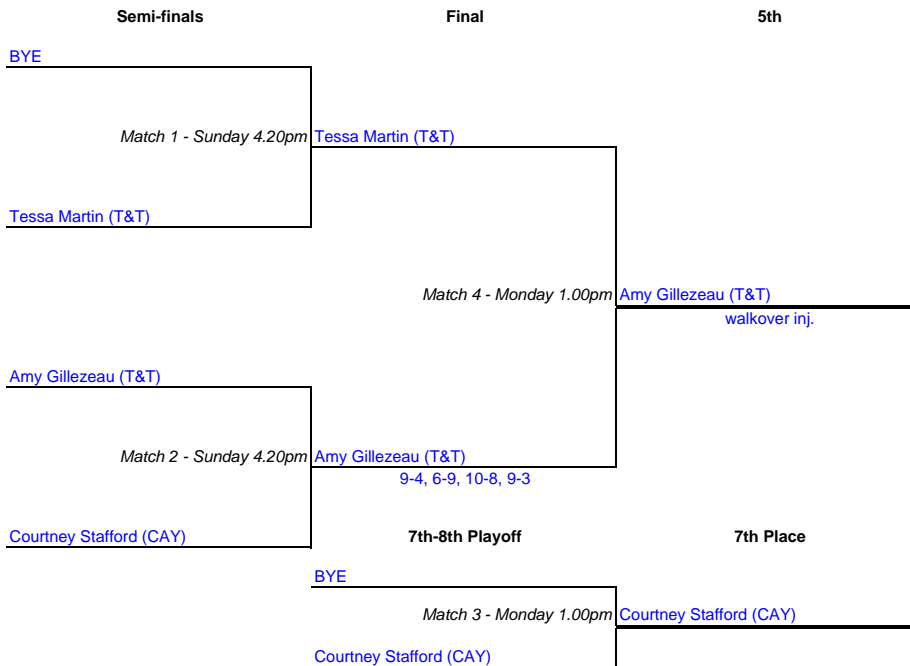 Semi-finals Final 5th
BYE
Match 1 - Sunday 4.20pm Tessa Martin (T&T)
Tessa Martin (T&T)
Match 4 - Monday 1.00pm Amy Gillezeau (T&T)
walkover inj.
Amy Gillezeau (T&T)
Match 2 - Sunday 4.20pm Amy Gillezeau (T&T)
9-4, 6-9, 10-8, 9-3
Courtney Stafford (CAY) 7th-8th Playoff 7th Place
BYE
Match 3 - Monday 1.00pm Courtney Stafford (CAY)
Courtney Stafford (CAY)